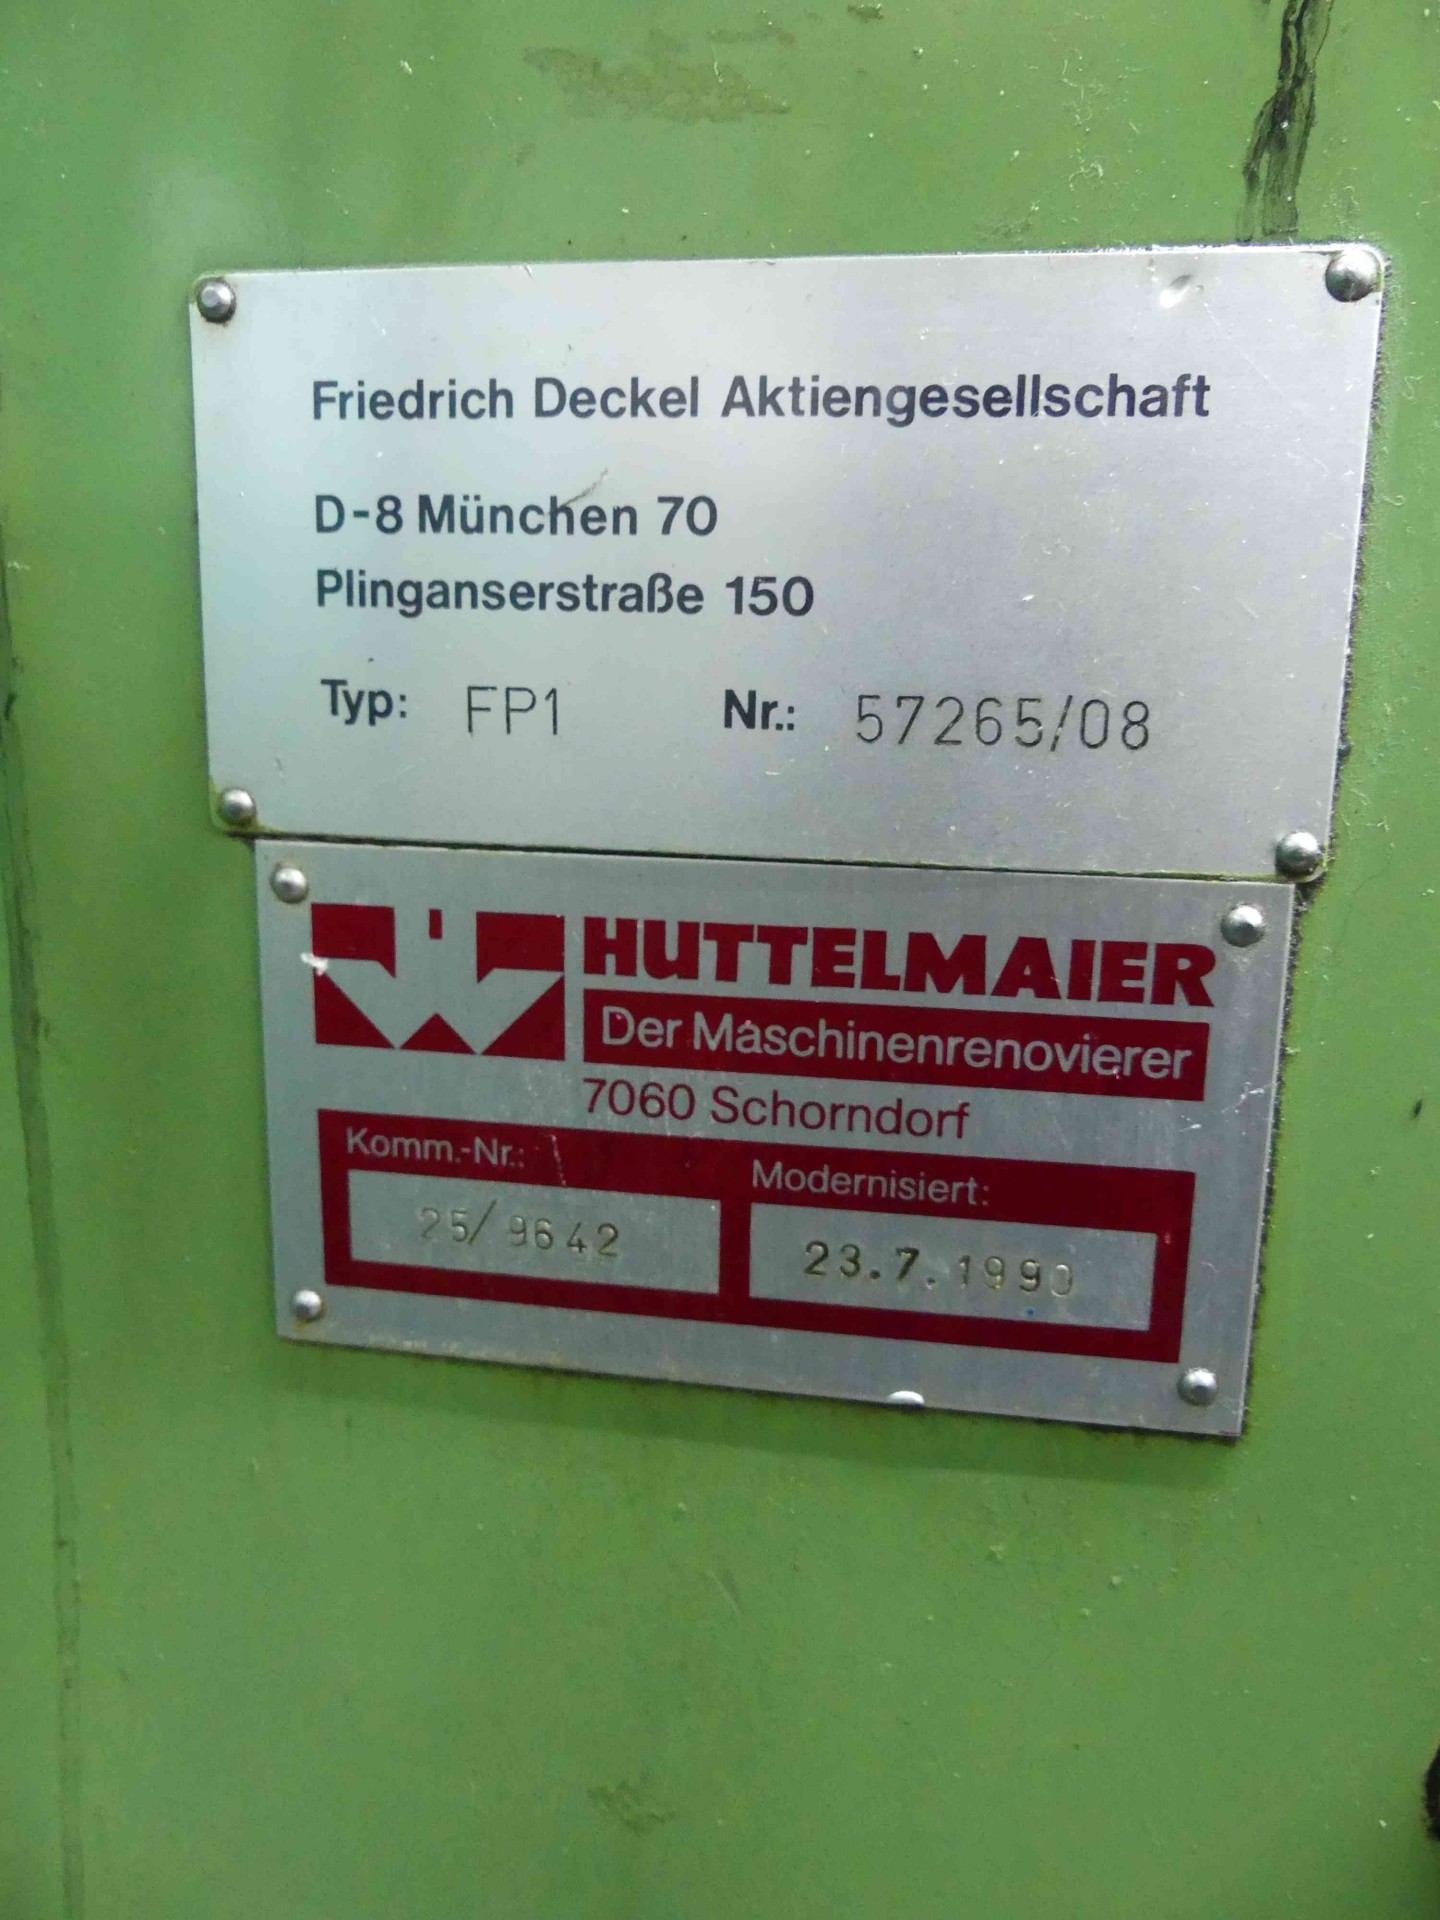 Friedrich Deckel Aktiengesellschaft
D-8 München 70
Plinganserstraße 150
Typ: FP1 Nr.: 57265/08
HUTTELMAIER
Der Maschinenrenovierer
7060 Schorndorf
Komm.-Nr.: Modernisiert:
25/9642 23.7.1990